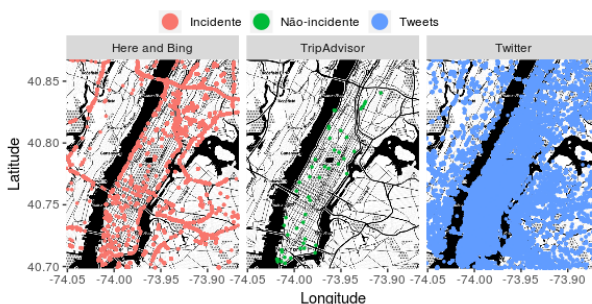 Incidente Não-incidente Tweets
Here and Bing TripAdvisor Twitter
40.85
40.80
40.75
40.70
Latitude
-74.05 -74.00 -73.95 -73.90 -74.05 -74.00 -73.95 -73.90 -74.05 -74.00 -73.95 -73.90
Longitude